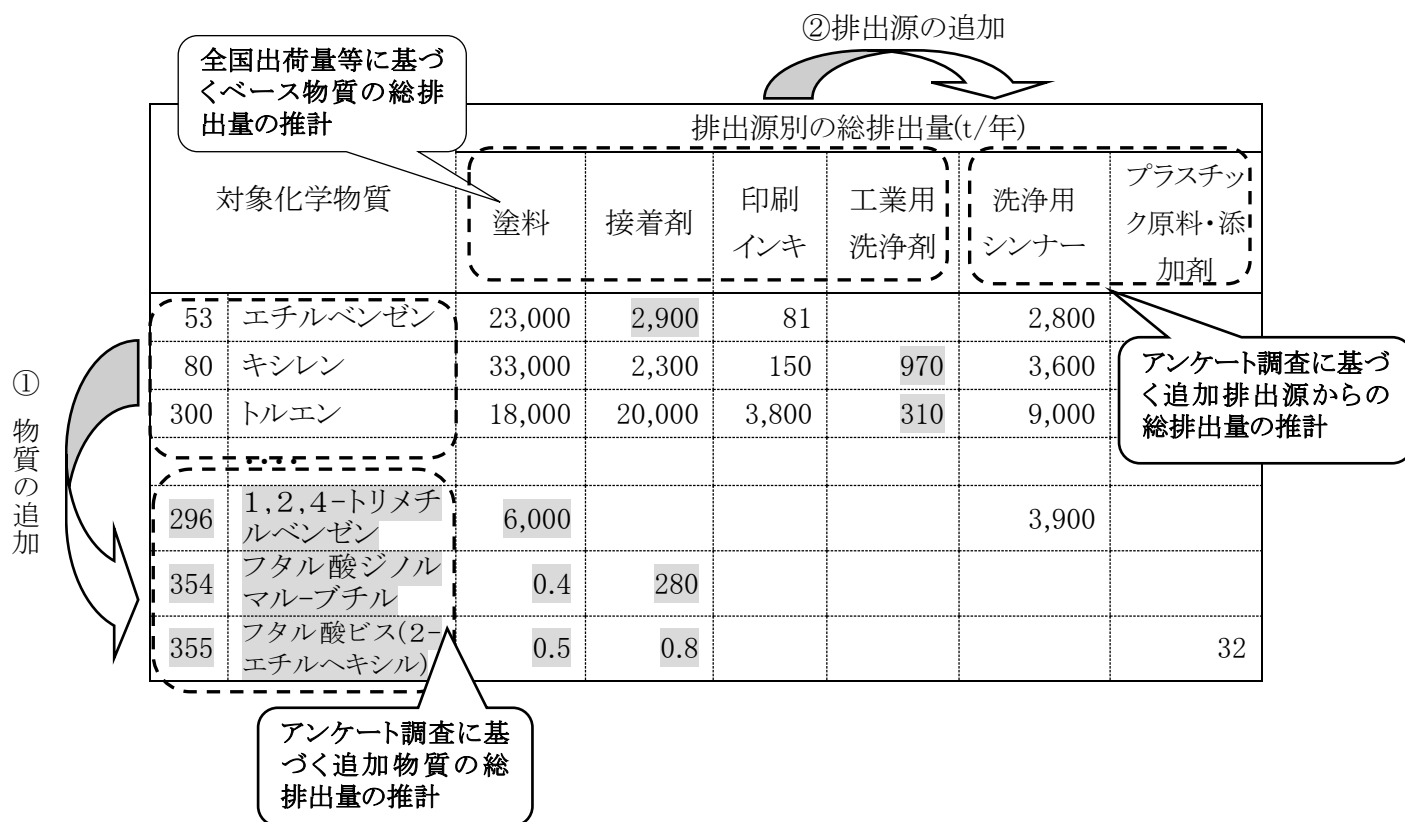 ②排出源の追加
全国出荷量等に基づ
くベース物質の総排
出量の推計
排出源別の総排出量(t/年)
対象化学物質
塗料
接着剤
印刷
インキ
工業用
洗浄剤
洗浄用
シンナー
プラスチッ
ク原料・添
加剤
53 エチルベンゼン 23,000 2,900 81 2,800
80 キシレン 33,000 2,300 150 970 3,600
300 トルエン 18,000 20,000 3,800 310 9,000
・・・・
296 1,2,4-トリメチ
ルベンゼン 6,000 3,900
354 フタル酸ジノル
マル-ブチル 0.4 280
355 フタル酸ビス(2-
エチルヘキシル) 0.5 0.8 32
アンケート調査に基づ
く追加排出源からの
総排出量の推計
① 物質の追加
アンケート調査に基
づく追加物質の総
排出量の推計